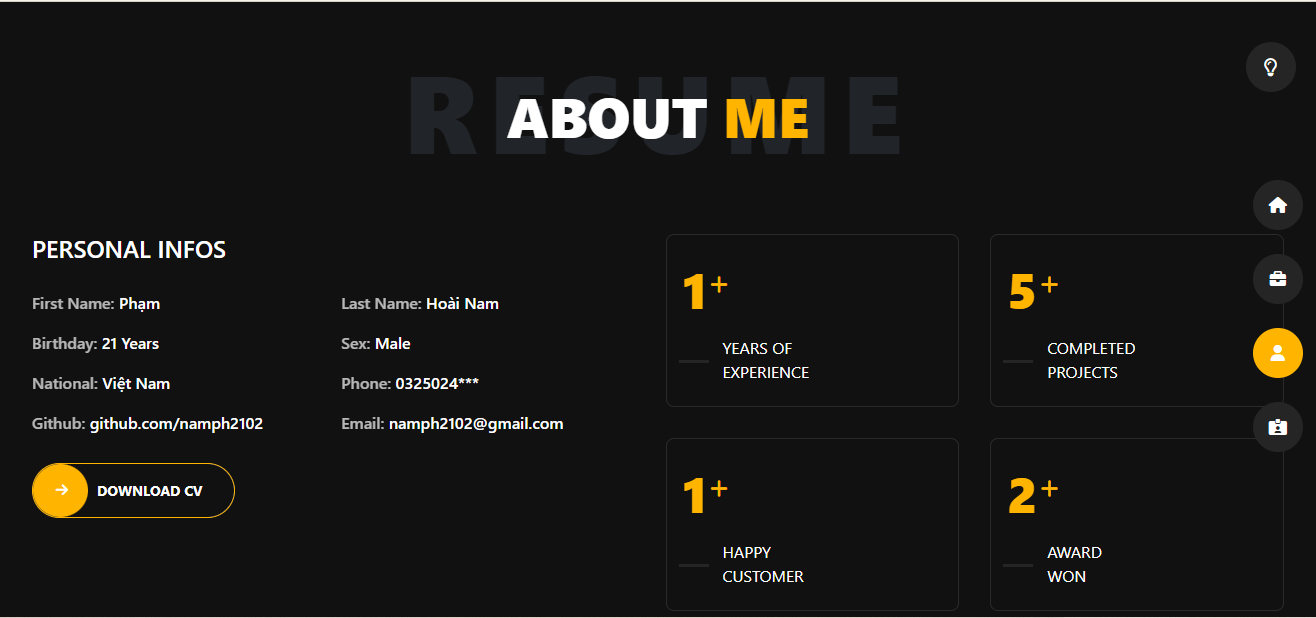 RESUME
ABOUT ME
PERSONAL INFOS
First Name: Phạm
Last Name: Hoài Nam
Birthday: 21 Years
Sex: Male
National: Việt Nam
Phone: 0325024***
Github: github.com/namph2102
Email: namph2102@gmail.com
DOWNLOAD CV
1+
YEARS OF
EXPERIENCE
5+
COMPLETED
PROJECTS
1+
HAPPY
CUSTOMER
2+
AWARD
WON